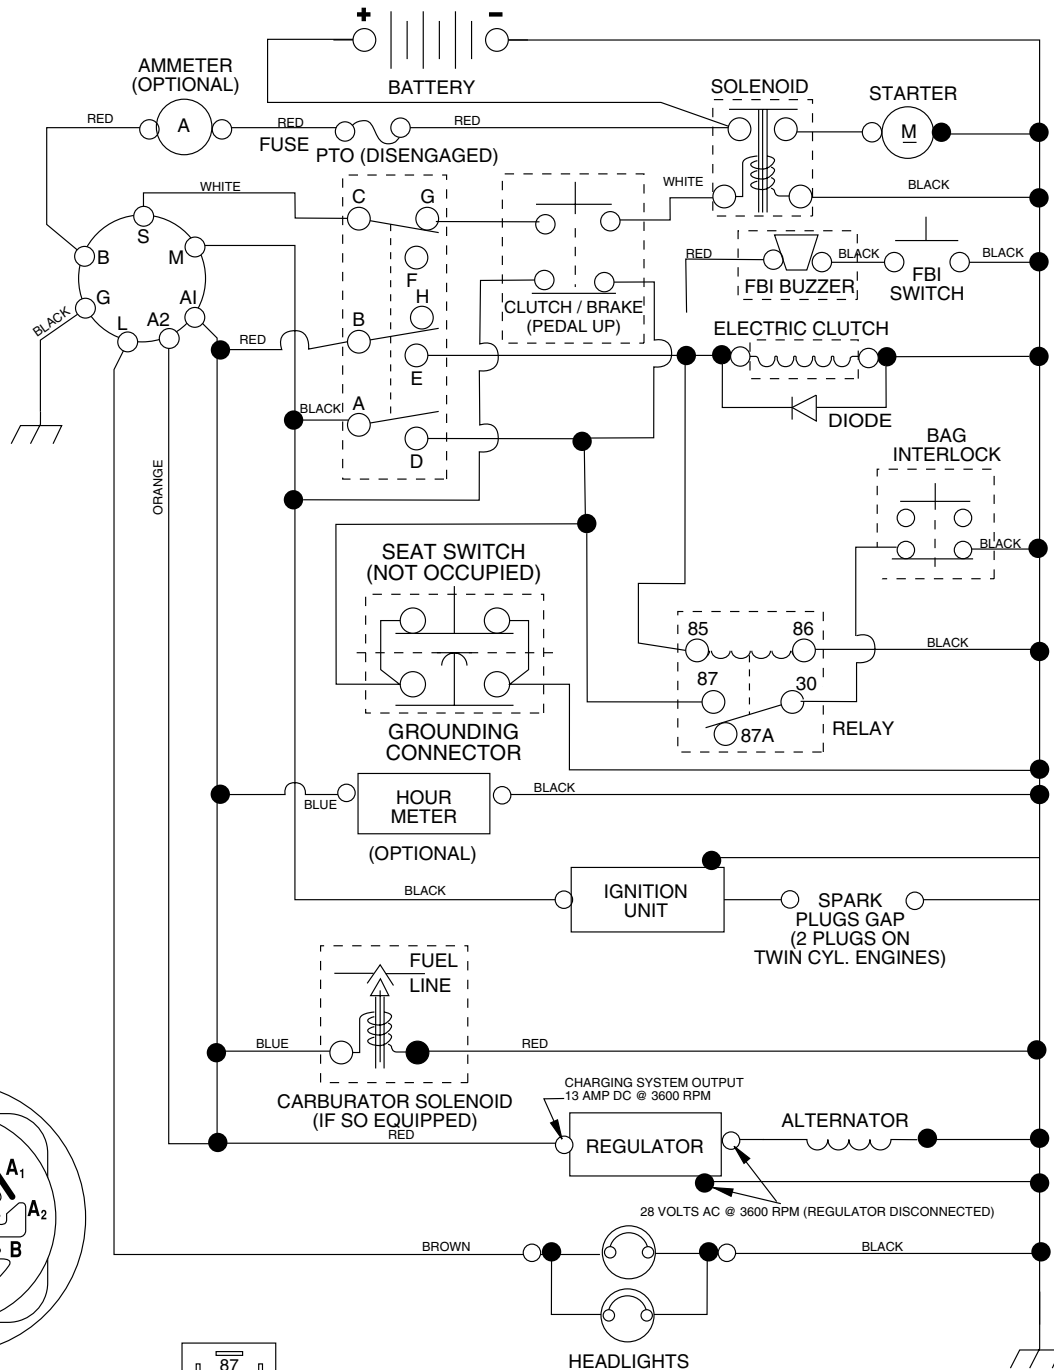 + −
BATTERY
AMMETER
(OPTIONAL)
SOLENOID
STARTER
RED
A
RED
FUSE
PTO (DISENGAGED)
RED
M
WHITE
C
G
WHITE
BLACK
S
B
M
G
L
A2
A1
BLACK
F
H
CLUTCH / BRAKE
(PEDAL UP)
RED
FBI BUZZER
BLACK
FBI
SWITCH
BLACK
RED
B
E
ELECTRIC CLUTCH
DIODE
BLACK
A
D
ORANGE
BAG
INTERLOCK
BLACK
SEAT SWITCH
(NOT OCCUPIED)
85
86
BLACK
87
30
87A
RELAY
GROUNDING
CONNECTOR
BLUE
HOUR
METER
BLACK
(OPTIONAL)
BLACK
IGNITION
UNIT
SPARK
PLUGS GAP
(2 PLUGS ON
TWIN CYL. ENGINES)
FUEL
LINE
BLUE
RED
CARBURATOR SOLENOID
(IF SO EQUIPPED)
CHARGING SYSTEM OUTPUT
13 AMP DC @ 3600 RPM
RED
REGULATOR
ALTERNATOR
28 VOLTS AC @ 3600 RPM (REGULATOR DISCONNECTED)
A1
A2
B
BROWN
BLACK
HEADLIGHTS
87